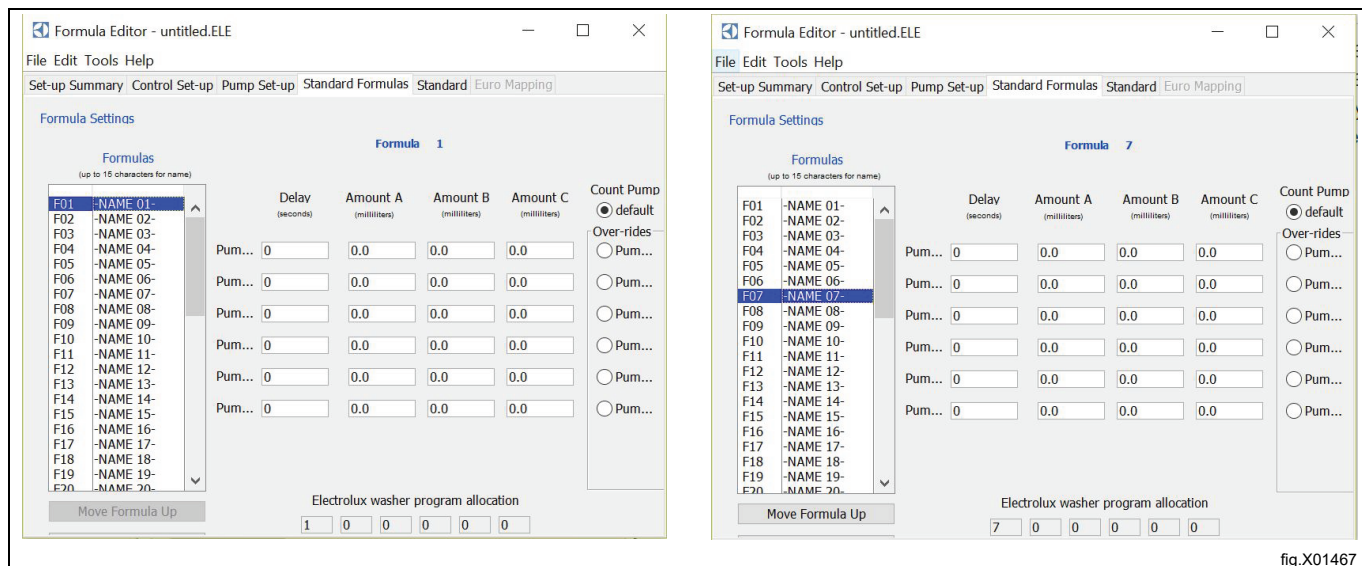 Formula Editor - untitled.ELE
File Edit Tools Help
Set-up Summary Control Set-up Pump Set-up Standard Formulas Standard Euro Mapping
Formula Settings
Formula 1
Formulas
(up to 15 characters for name)
Delay Amount A Amount B Amount C Count Pump
(seconds) (milliliters) (milliliters) (milliliters) default
Over-rides
F01 -NAME 01-
F02 -NAME 02-
F03 -NAME 03-
F04 -NAME 04-
F05 -NAME 05-
F06 -NAME 06-
F07 -NAME 07-
F08 -NAME 08-
F09 -NAME 09-
F10 -NAME 10-
F11 -NAME 11-
F12 -NAME 12-
F13 -NAME 13-
F14 -NAME 14-
F15 -NAME 15-
F16 -NAME 16-
F17 -NAME 17-
F18 -NAME 18-
F19 -NAME 19-
F20 -NAME 20-
Pum... 0 0.0 0.0 0.0 Pum...
Pum... 0 0.0 0.0 0.0 Pum...
Pum... 0 0.0 0.0 0.0 Pum...
Pum... 0 0.0 0.0 0.0 Pum...
Pum... 0 0.0 0.0 0.0 Pum...
Pum... 0 0.0 0.0 0.0 Pum...
Electrolux washer program allocation
Move Formula Up
1 0 0 0 0 0
Formula Editor - untitled.ELE
File Edit Tools Help
Set-up Summary Control Set-up Pump Set-up Standard Formulas Standard Euro Mapping
Formula Settings
Formula 7
Formulas
(up to 15 characters for name)
Delay Amount A Amount B Amount C Count Pump
(seconds) (milliliters) (milliliters) (milliliters) default
Over-rides
F01 -NAME 01-
F02 -NAME 02-
F03 -NAME 03-
F04 -NAME 04-
F05 -NAME 05-
F06 -NAME 06-
F07 -NAME 07-
F08 -NAME 08-
F09 -NAME 09-
F10 -NAME 10-
F11 -NAME 11-
F12 -NAME 12-
F13 -NAME 13-
F14 -NAME 14-
F15 -NAME 15-
F16 -NAME 16-
F17 -NAME 17-
F18 -NAME 18-
F19 -NAME 19-
F20 -NAME 20-
Pum... 0 0.0 0.0 0.0 Pum...
Pum... 0 0.0 0.0 0.0 Pum...
Pum... 0 0.0 0.0 0.0 Pum...
Pum... 0 0.0 0.0 0.0 Pum...
Pum... 0 0.0 0.0 0.0 Pum...
Pum... 0 0.0 0.0 0.0 Pum...
Electrolux washer program allocation
Move Formula Up
7 0 0 0 0 0
fig.X01467